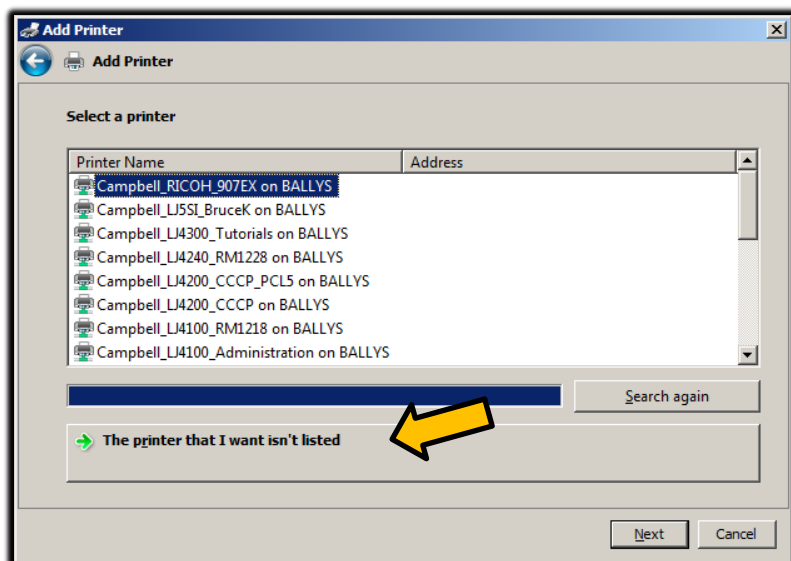 Add Printer
Add Printer
Select a printer
Printer Name Address
Campbell_RICOH_907EX on BALLYS
Campbell_LJ5SI_BruceK on BALLYS
Campbell_LJ4300_Tutorials on BALLYS
Campbell_LJ4240_RM1228 on BALLYS
Campbell_LJ4200_CCCP_PCL5 on BALLYS
Campbell_LJ4200_CCCP on BALLYS
Campbell_LJ4100_RM1218 on BALLYS
Campbell_LJ4100_Administration on BALLYS
Search again
The printer that I want isn't listed
Next Cancel